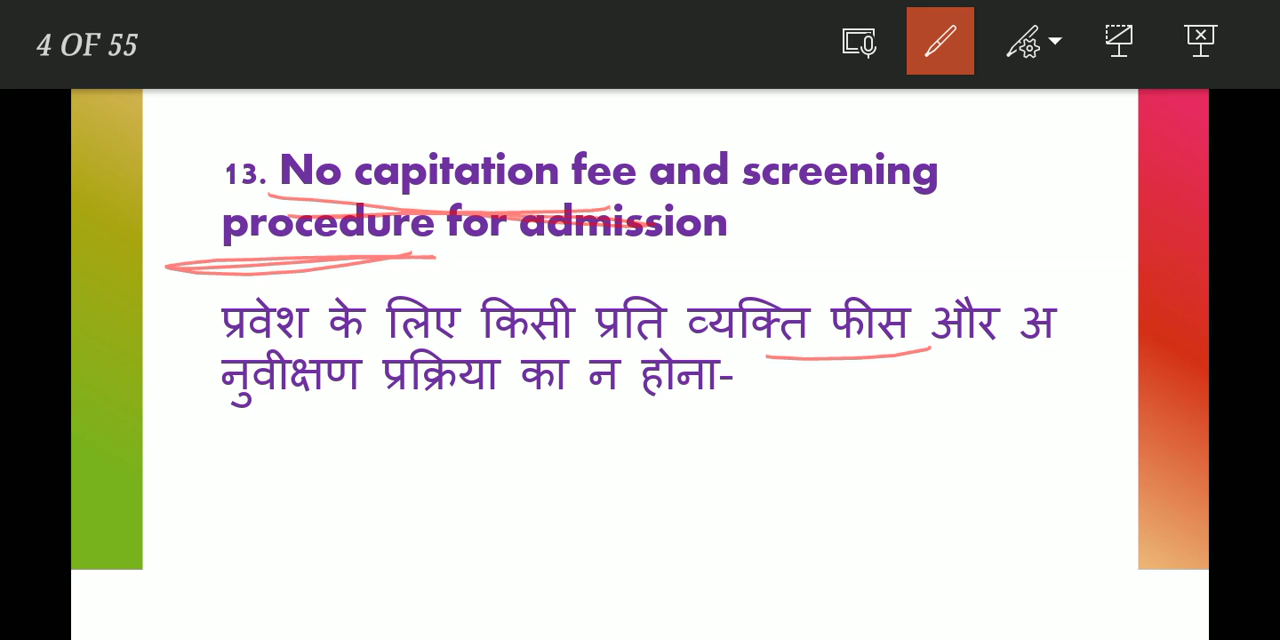 4 OF 55
13. No capitation fee and screening
procedure for admission
प्रवेश के लिए किसी प्रति व्यक्ति फीस और अ
नुवीक्षण प्रक्रिया का न होना-